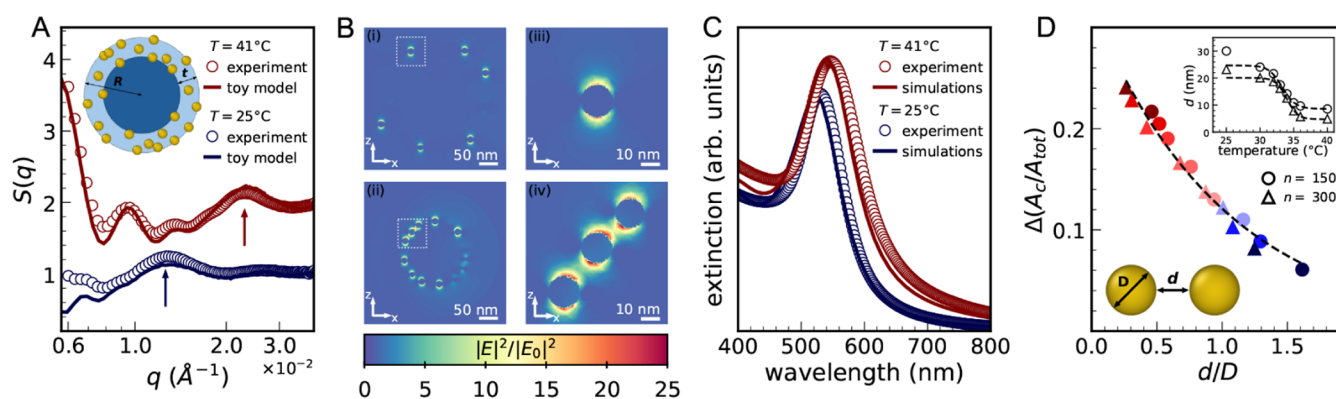 A
S(q)
4
3
2
1
R
t
T = 41°C
experiment
toy model
T = 25°C
experiment
toy model
0.6
1.0
2.0
×10⁻²
q (Å⁻¹)
B
(i)
z
x
50 nm
(iii)
z
x
10 nm
(ii)
z
x
50 nm
(iv)
z
x
10 nm
|E|²/|E₀|²
0
5
10
15
20
25
C
extinction (arb. units)
T = 41°C
experiment
simulations
T = 25°C
experiment
simulations
400
500
600
700
800
wavelength (nm)
D
Δ(A_c/A_tot)
0.2
0.1
d (nm)
30
20
10
0
25
30
35
40
temperature (°C)
n = 150
n = 300
D
d
0.0
0.5
1.0
1.5
d/D